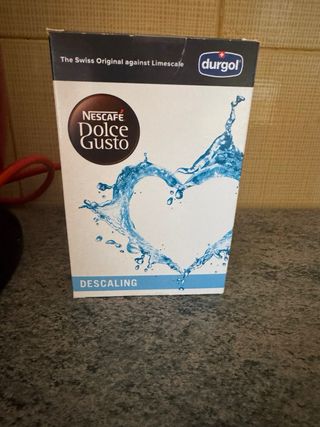 The Swiss Original against Limescale
durgol
NESCAFÉ
Dolce
Gusto
DESCALING